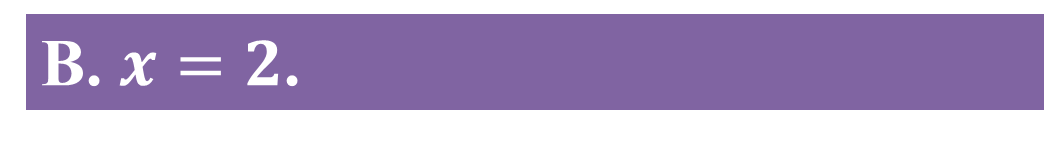 B. x = 2.